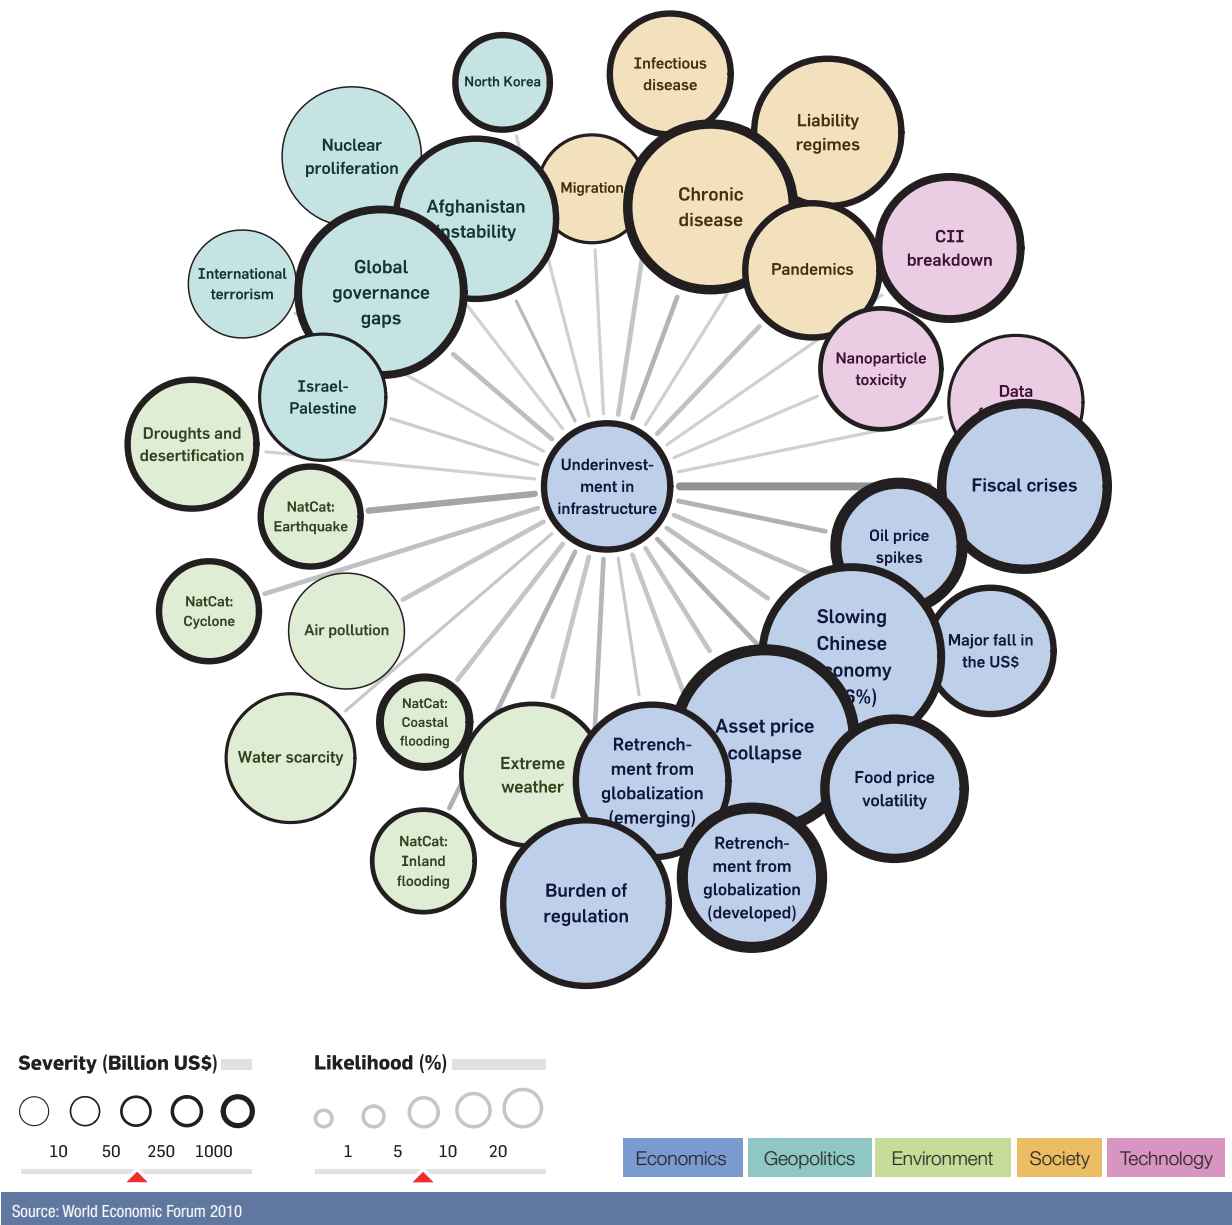 North Korea
Infectious
disease
Liability
regimes
Nuclear
proliferation
Migration
Chronic
disease
Afghanistan
instability
CII
breakdown
Global
governance
gaps
Pandemics
International
terrorism
Nanoparticle
toxicity
Israel-
Palestine
Data
Droughts and
desertification
Underinvest-
ment in
infrastructure
Fiscal crises
NatCat:
Earthquake
Oil price
spikes
NatCat:
Cyclone
Air pollution
Slowing
Chinese
economy
6%)
Major fall in
the US$
NatCat:
Coastal
flooding
Water scarcity
Extreme
weather
Retrench-
ment from
globalization
(emerging)
Asset price
collapse
Food price
volatility
NatCat:
Inland
flooding
Burden of
regulation
Retrench-
ment from
globalization
(developed)
Severity (Billion US$)
10 50 250 1000
Likelihood (%)
1 5 10 20
Economics
Geopolitics
Environment
Society
Technology
Source: World Economic Forum 2010